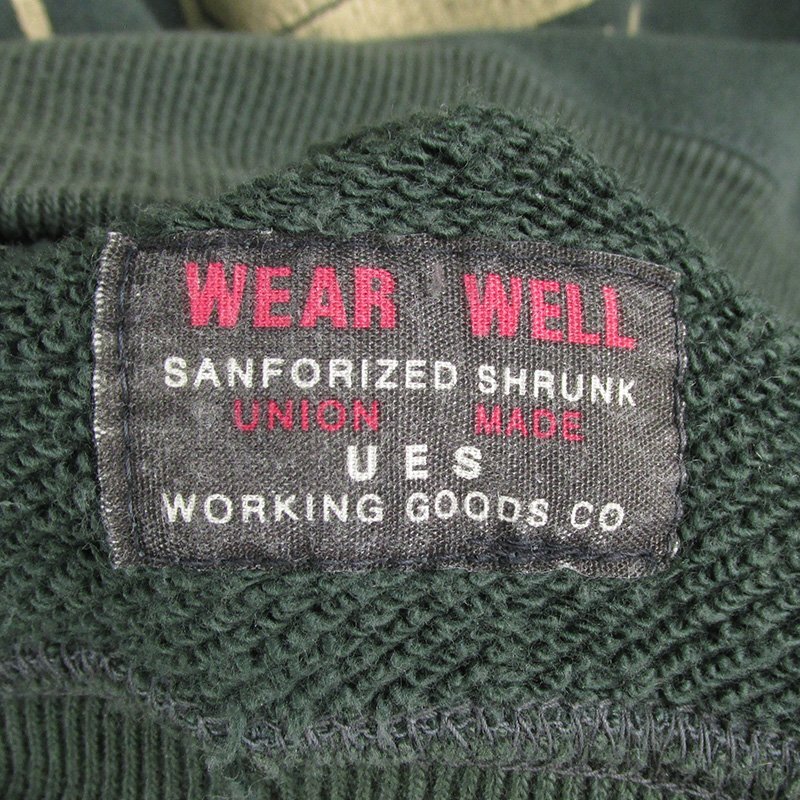 WEAR WELL
SANFORIZED SHRUNK
UNION MADE
UES
WORKING GOODS.CO